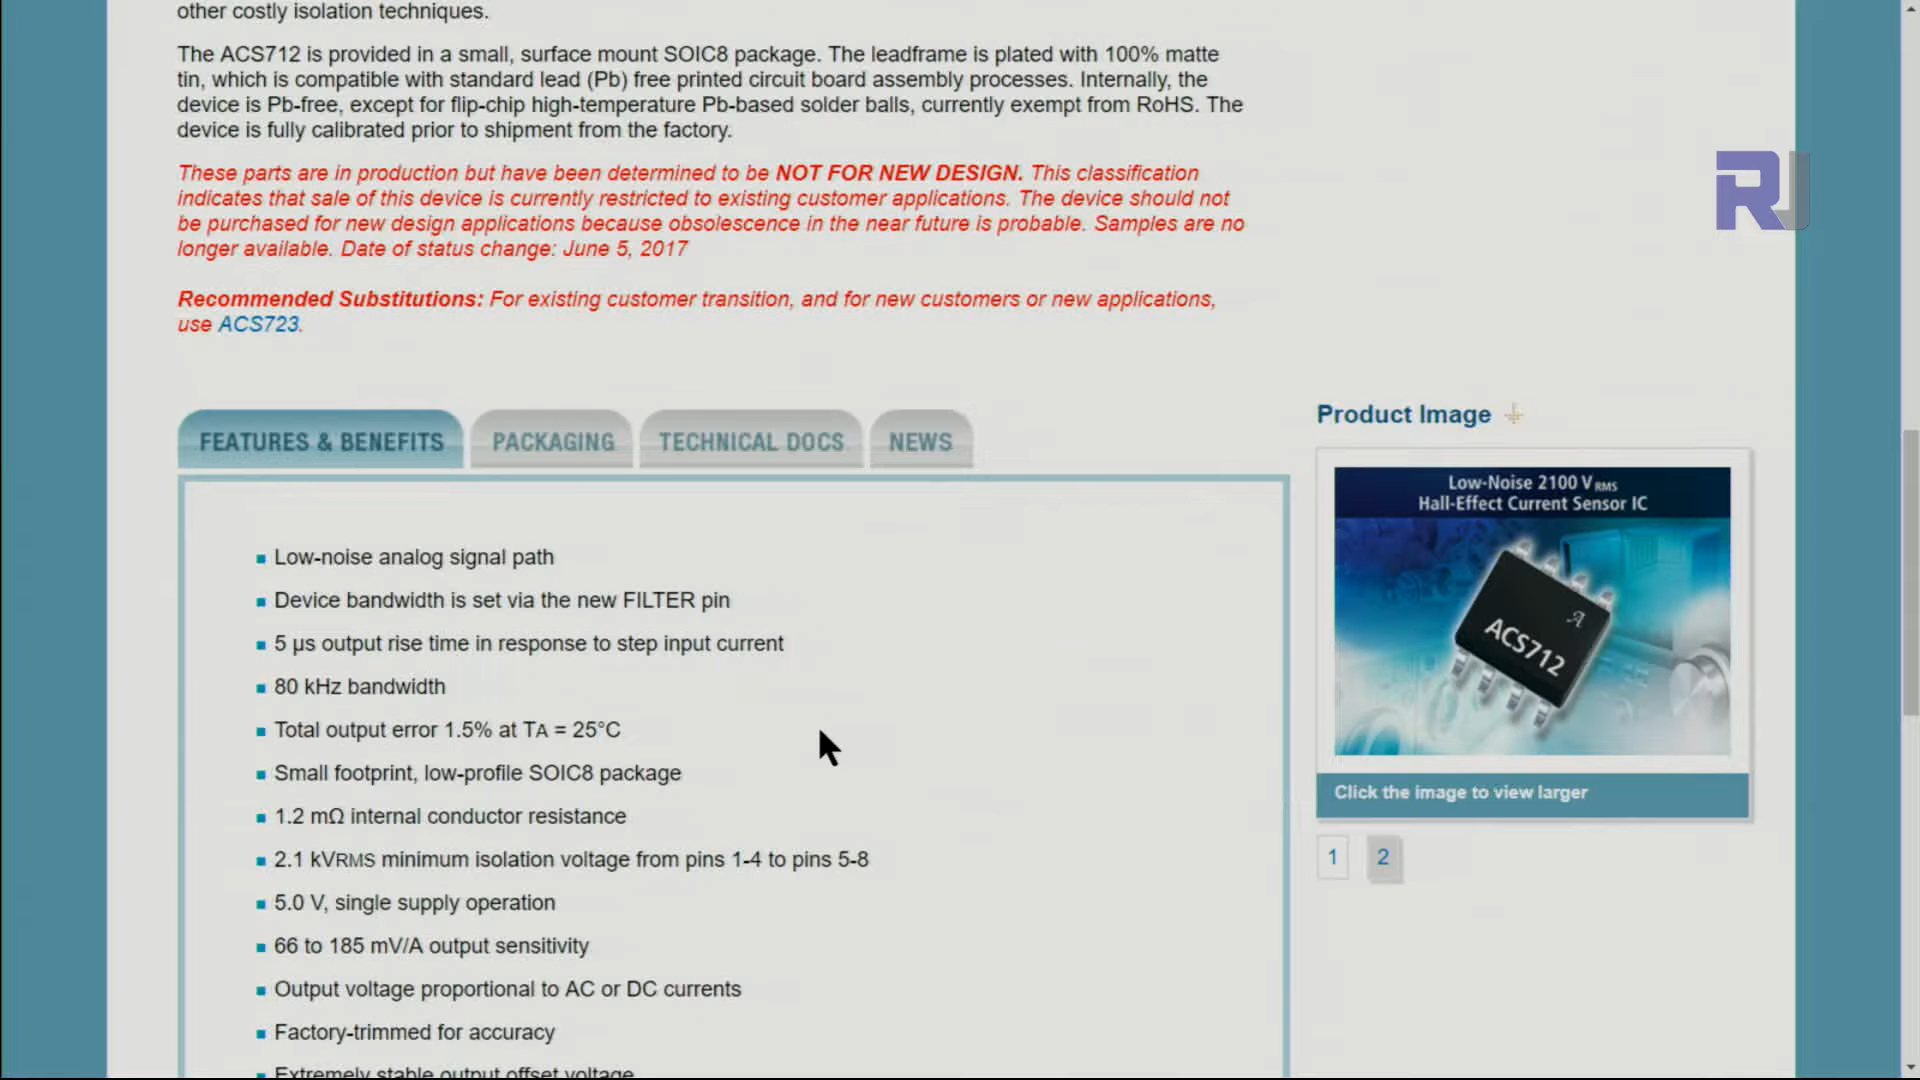 other costly isolation techniques.
The ACS712 is provided in a small, surface mount SOIC8 package. The leadframe is plated with 100% matte
tin, which is compatible with standard lead (Pb) free printed circuit board assembly processes. Internally, the
device is Pb-free, except for flip-chip high-temperature Pb-based solder balls, currently exempt from RoHS. The
device is fully calibrated prior to shipment from the factory.
These parts are in production but have been determined to be NOT FOR NEW DESIGN. This classification
indicates that sale of this device is currently restricted to existing customer applications. The device should not
be purchased for new design applications because obsolescence in the near future is probable. Samples are no
longer available. Date of status change: June 5, 2017
Recommended Substitutions: For existing customer transition, and for new customers or new applications,
use ACS723.
RJ
FEATURES & BENEFITS
PACKAGING
TECHNICAL DOCS
NEWS
Low-noise analog signal path
Device bandwidth is set via the new FILTER pin
5 μs output rise time in response to step input current
80 kHz bandwidth
Total output error 1.5% at TA = 25°C
Small footprint, low-profile SOIC8 package
1.2 mΩ internal conductor resistance
2.1 kVRMS minimum isolation voltage from pins 1-4 to pins 5-8
5.0 V, single supply operation
66 to 185 mV/A output sensitivity
Output voltage proportional to AC or DC currents
Factory-trimmed for accuracy
Extremely stable output offset voltage
Product Image
Low-Noise 2100 VRMS
Hall-Effect Current Sensor IC
A
ACS712
Click the image to view larger
1
2